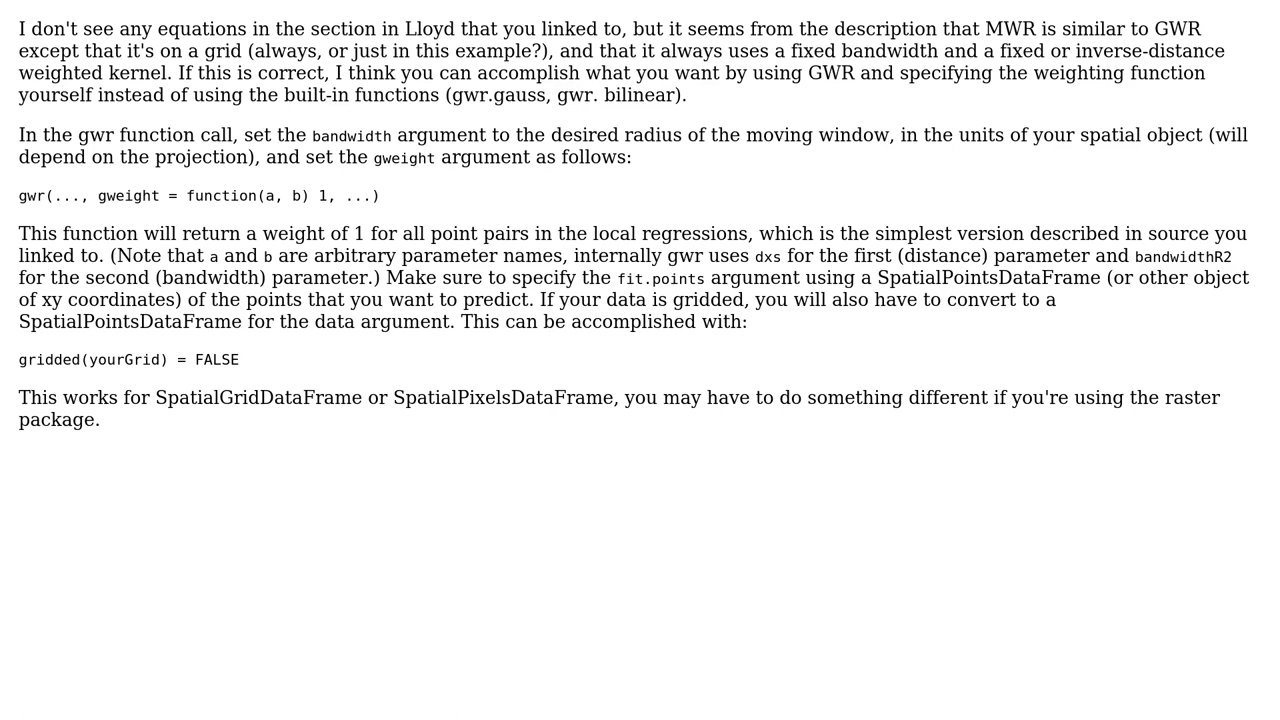 I don't see any equations in the section in Lloyd that you linked to, but it seems from the description that MWR is similar to GWR
except that it's on a grid (always, or just in this example?), and that it always uses a fixed bandwidth and a fixed or inverse-distance
weighted kernel. If this is correct, I think you can accomplish what you want by using GWR and specifying the weighting function
yourself instead of using the built-in functions (gwr.gauss, gwr. bilinear).
In the gwr function call, set the bandwidth argument to the desired radius of the moving window, in the units of your spatial object (will
depend on the projection), and set the gweight argument as follows:
gwr(..., gweight = function(a, b) 1, ...)
This function will return a weight of 1 for all point pairs in the local regressions, which is the simplest version described in source you
linked to. (Note that a and b are arbitrary parameter names, internally gwr uses dxs for the first (distance) parameter and bandwidthR2
for the second (bandwidth) parameter.) Make sure to specify the fit.points argument using a SpatialPointsDataFrame (or other object
of xy coordinates) of the points that you want to predict. If your data is gridded, you will also have to convert to a
SpatialPointsDataFrame for the data argument. This can be accomplished with:
gridded(yourGrid) = FALSE
This works for SpatialGridDataFrame or SpatialPixelsDataFrame, you may have to do something different if you're using the raster
package.